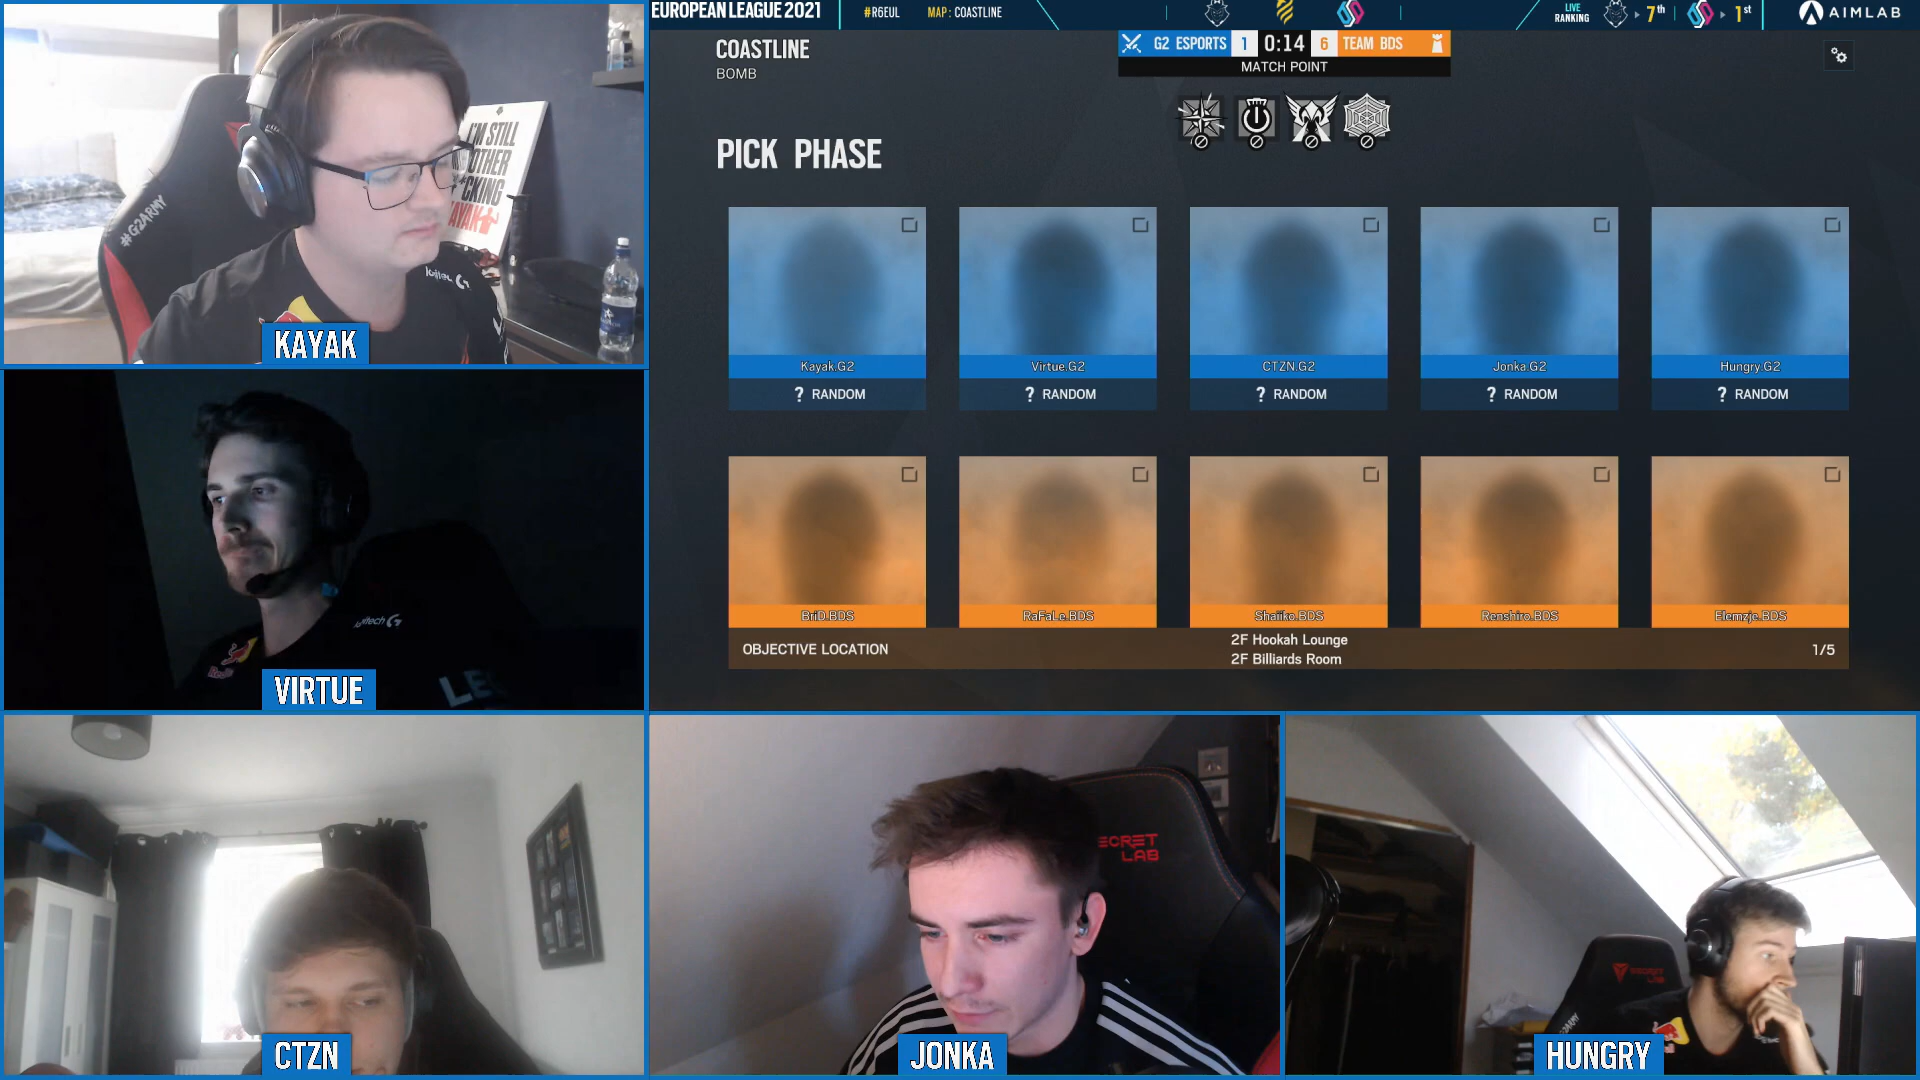 EUROPEAN LEAGUE 2021
#R6EUL
MAP: COASTLINE
LIVE RANKING
7th
1st
AIMLAB
COASTLINE
BOMB
G2 ESPORTS 1 0:14 6 TEAM BDS
MATCH POINT
PICK PHASE
Kayak.G2
Virtue.G2
CTZN.G2
Jonka.G2
Hungry.G2
? RANDOM
? RANDOM
? RANDOM
? RANDOM
? RANDOM
BriD.BDS
RaFaLe.BDS
Shaiiko.BDS
Renshiro.BDS
Elemzje.BDS
OBJECTIVE LOCATION
2F Hookah Lounge
2F Billiards Room
1/5
I'M STILL
#G2ARMY
KAYAK
logitech G
VIRTUE
CTZN
SECRET
LAB
JONKA
SECRET
LAB
HUNGRY